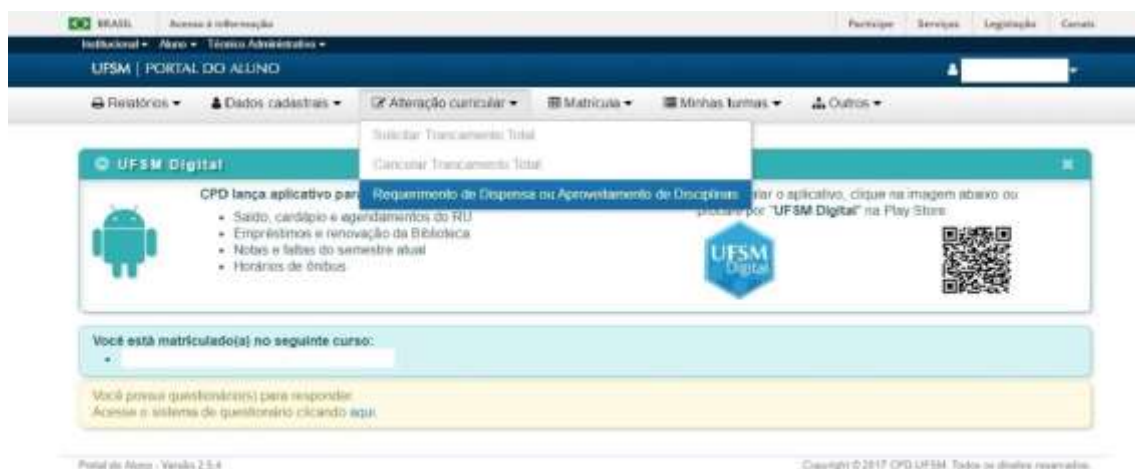 BRASIL Acesso à informação Participe Serviços Legislação Canais
Institucional Aluno Técnico Administrativo
UFSM | PORTAL DO ALUNO
Relatórios Dados cadastrais Alteração curricular Matrícula Minhas turmas Outros
Solicitar Trancamento Total
Cancelar Trancamento Total
Requerimento de Dispensa ou Aproveitamento de Disciplinas
UFSM Digital
CPD lança aplicativo par
• Saldo, cardápio e agendamentos do RU
• Empréstimos e renovação da Biblioteca
• Notas e faltas do semestre atual
• Horários de ônibus
o aplicativo, clique na imagem abaixo ou
procure por "UFSM Digital" na Play Store
UFSM
Digital
Você está matriculado(a) no seguinte curso:
Você possui questionário(s) para responder.
Acesse o sistema de questionário clicando aqui.
Portal do Aluno - Versão 2.5.4 Copyright © 2017 CPD UFSM. Todos os direitos reservados.